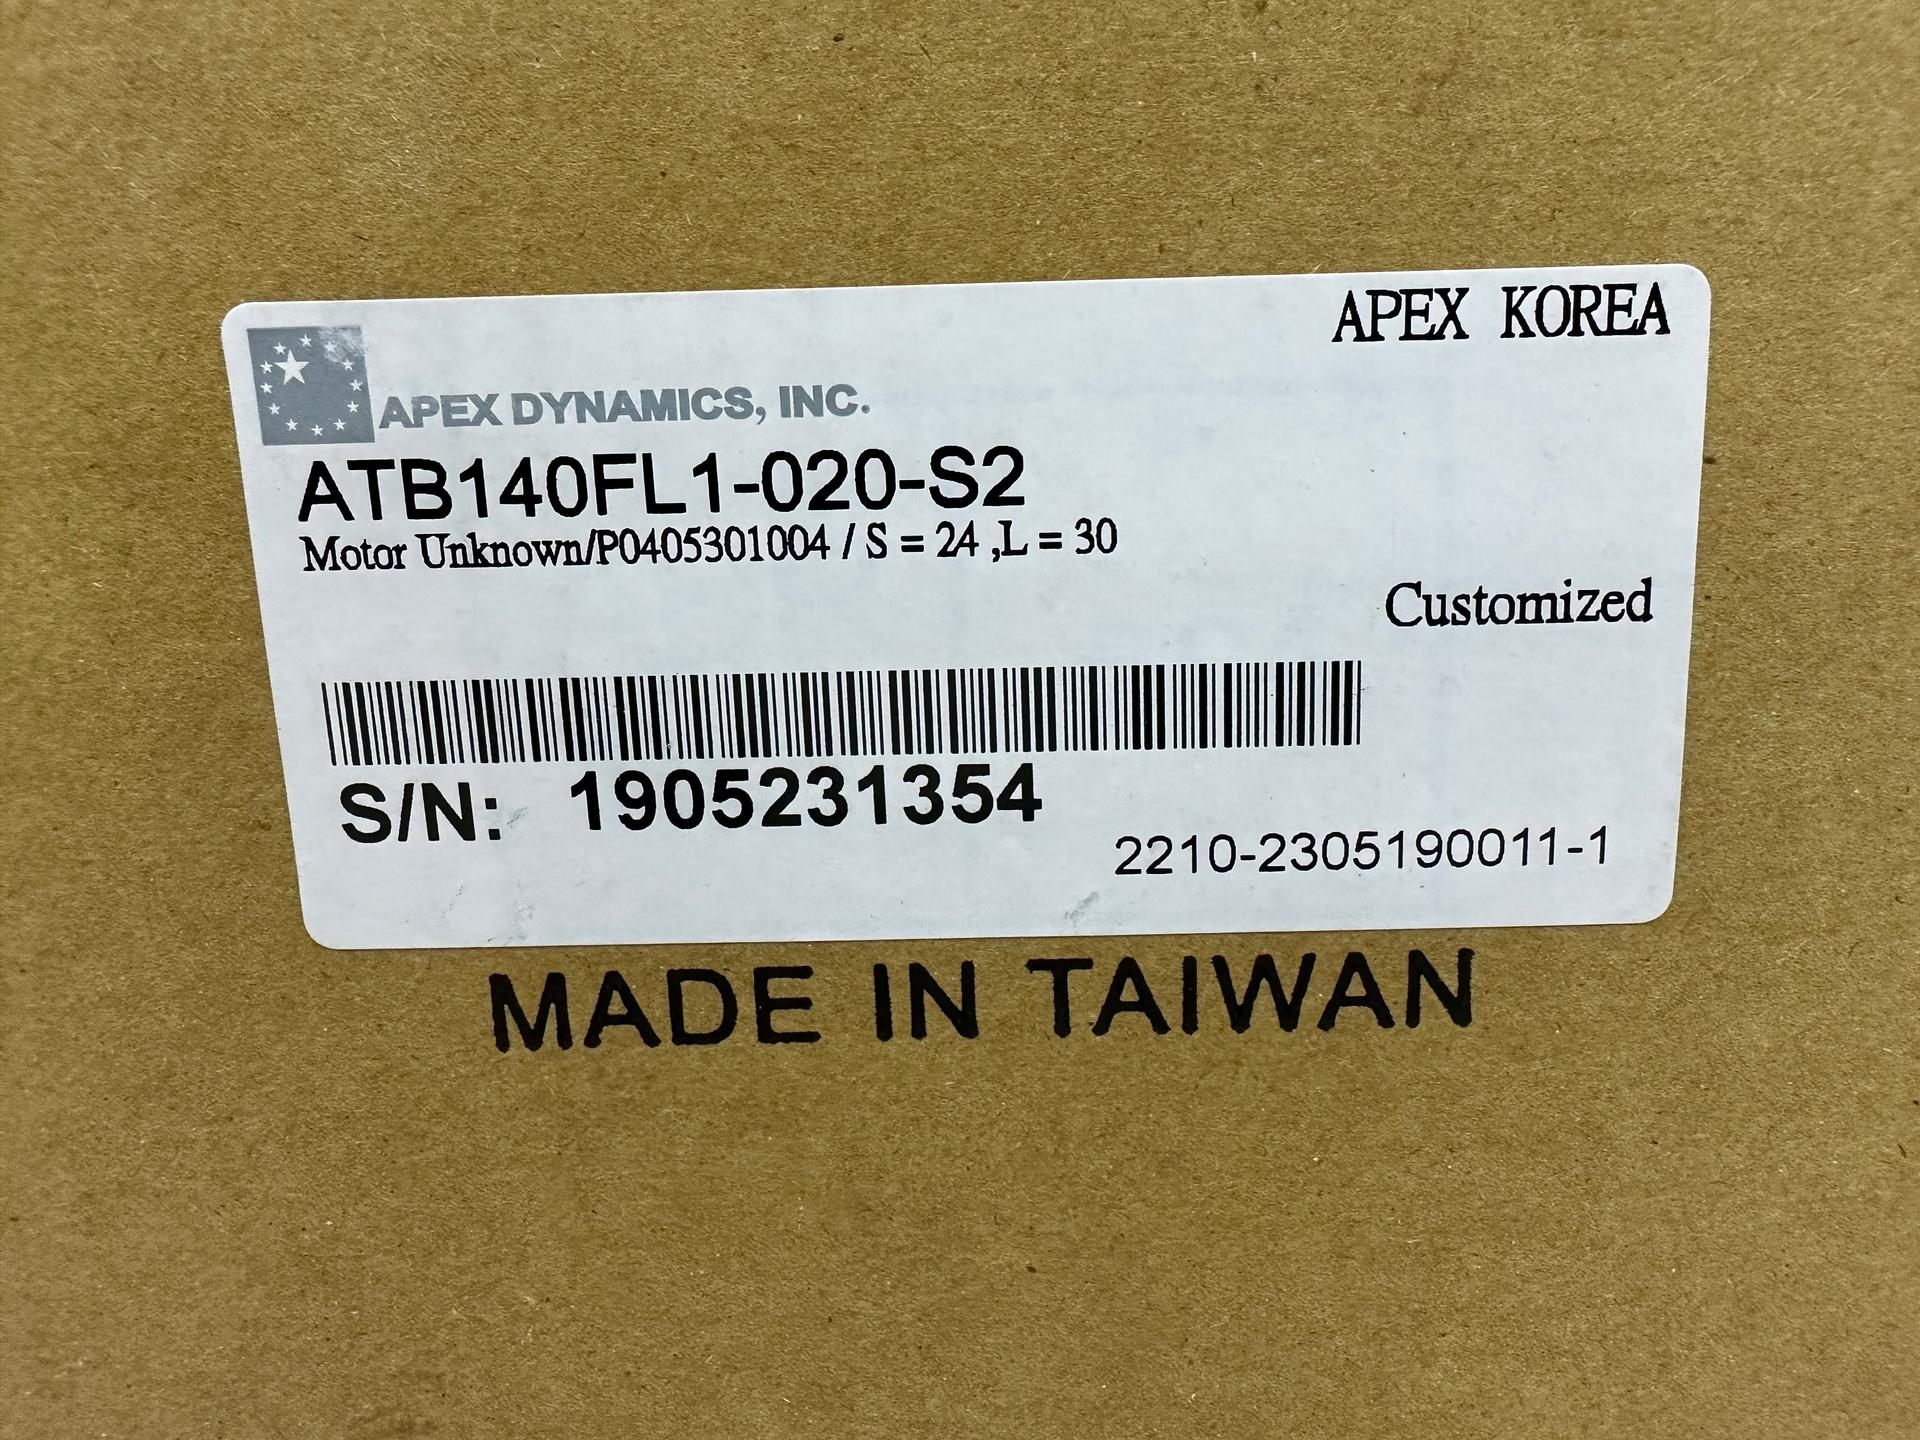 APEX KOREA
APEX DYNAMICS, INC.
ATB140FL1-020-S2
Motor Unknown/P0405301004 / S = 24 ,L = 30
Customized
S/N: 1905231354
2210-2305190011-1
MADE IN TAIWAN